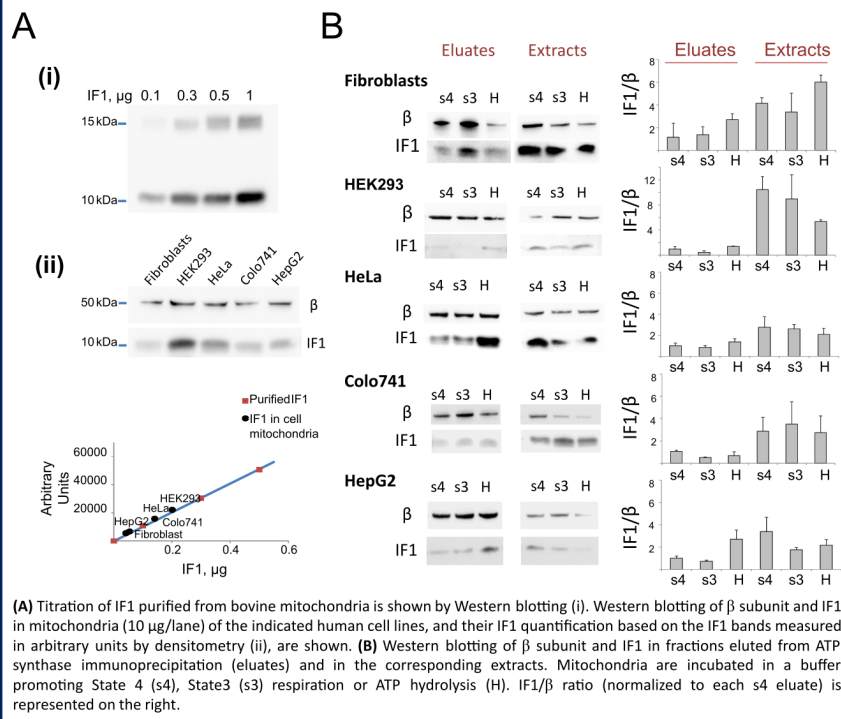 A
(i)
IF1, µg
0.1 0.3 0.5 1
15kDa
10kDa
(ii)
Fibroblasts HEK293 HeLa Colo741 HepG2
50kDa β
10kDa IF1
Purified IF1
IF1 in cell
mitochondria
Arbitrary
Units
60000
40000
20000
HEK293
HeLa
HepG2 Colo741
Fibroblast
0.2 0.4 0.6
IF1, µg
B
Eluates Extracts
Fibroblasts
s4 s3 H s4 s3 H
β
IF1
HEK293
s4 s3 H s4 s3 H
β
IF1
HeLa
s4 s3 H s4 s3 H
β
IF1
Colo741
s4 s3 H s4 s3 H
β
IF1
HepG2
s4 s3 H s4 s3 H
β
IF1
Eluates Extracts
IF1/β
8
6
4
2
s4 s3 H s4 s3 H
IF1/β
12
8
4
s4 s3 H s4 s3 H
IF1/β
8
6
4
2
s4 s3 H s4 s3 H
IF1/β
8
6
4
2
s4 s3 H s4 s3 H
IF1/β
8
6
4
2
s4 s3 H s4 s3 H
(A) Titration of IF1 purified from bovine mitochondria is shown by Western blotting (i). Western blotting of β subunit and IF1
in mitochondria (10 µg/lane) of the indicated human cell lines, and their IF1 quantification based on the IF1 bands measured
in arbitrary units by densitometry (ii), are shown. (B) Western blotting of β subunit and IF1 in fractions eluted from ATP
synthase immunoprecipitation (eluates) and in the corresponding extracts. Mitochondria are incubated in a buffer
promoting State 4 (s4), State3 (s3) respiration or ATP hydrolysis (H). IF1/β ratio (normalized to each s4 eluate) is
represented on the right.